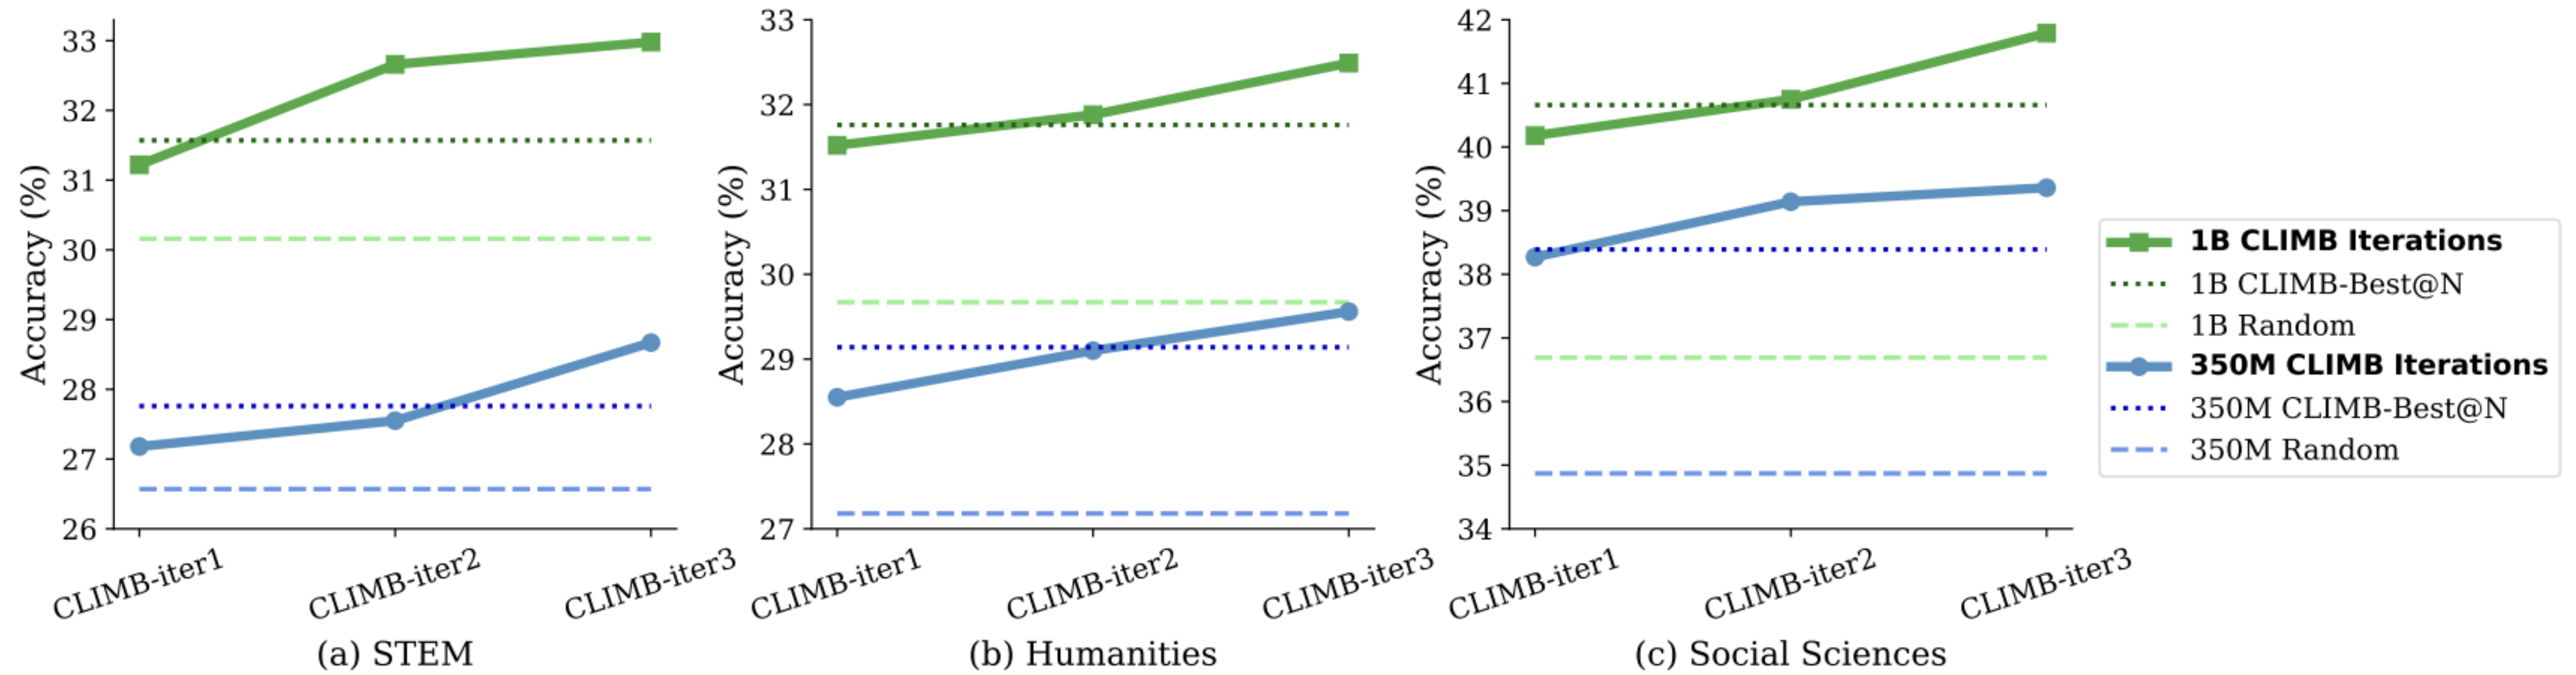 Accuracy (%)
33
32
31
30
29
28
27
26
CLIMB-iter1
CLIMB-iter2
CLIMB-iter3
(a) STEM
Accuracy (%)
33
32
31
30
29
28
27
CLIMB-iter1
CLIMB-iter2
CLIMB-iter3
(b) Humanities
Accuracy (%)
42
41
40
39
38
37
36
35
34
CLIMB-iter1
CLIMB-iter2
CLIMB-iter3
(c) Social Sciences
1B CLIMB Iterations
1B CLIMB-Best@N
1B Random
350M CLIMB Iterations
350M CLIMB-Best@N
350M Random